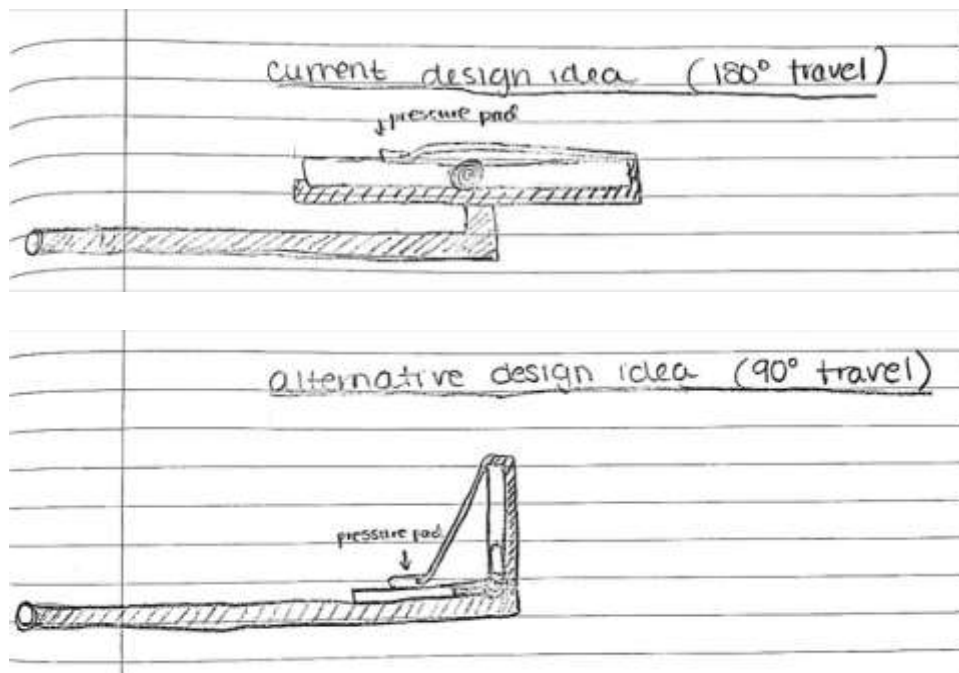 current design idea (180° travel)
pressure pad
alternative design idea (90° travel)
pressure pad